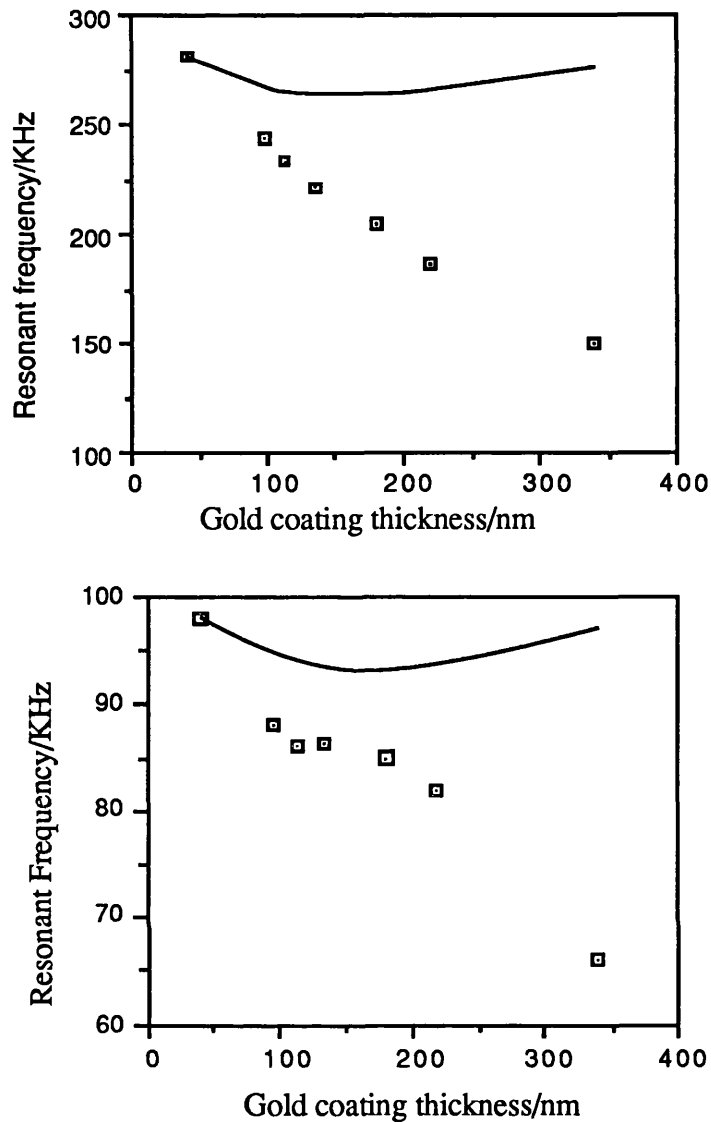 300
250
200
150
100
Resonant frequency/KHz
0 100 200 300 400
Gold coating thickness/nm
100
90
80
70
60
Resonant Frequency/KHz
0 100 200 300 400
Gold coating thickness/nm